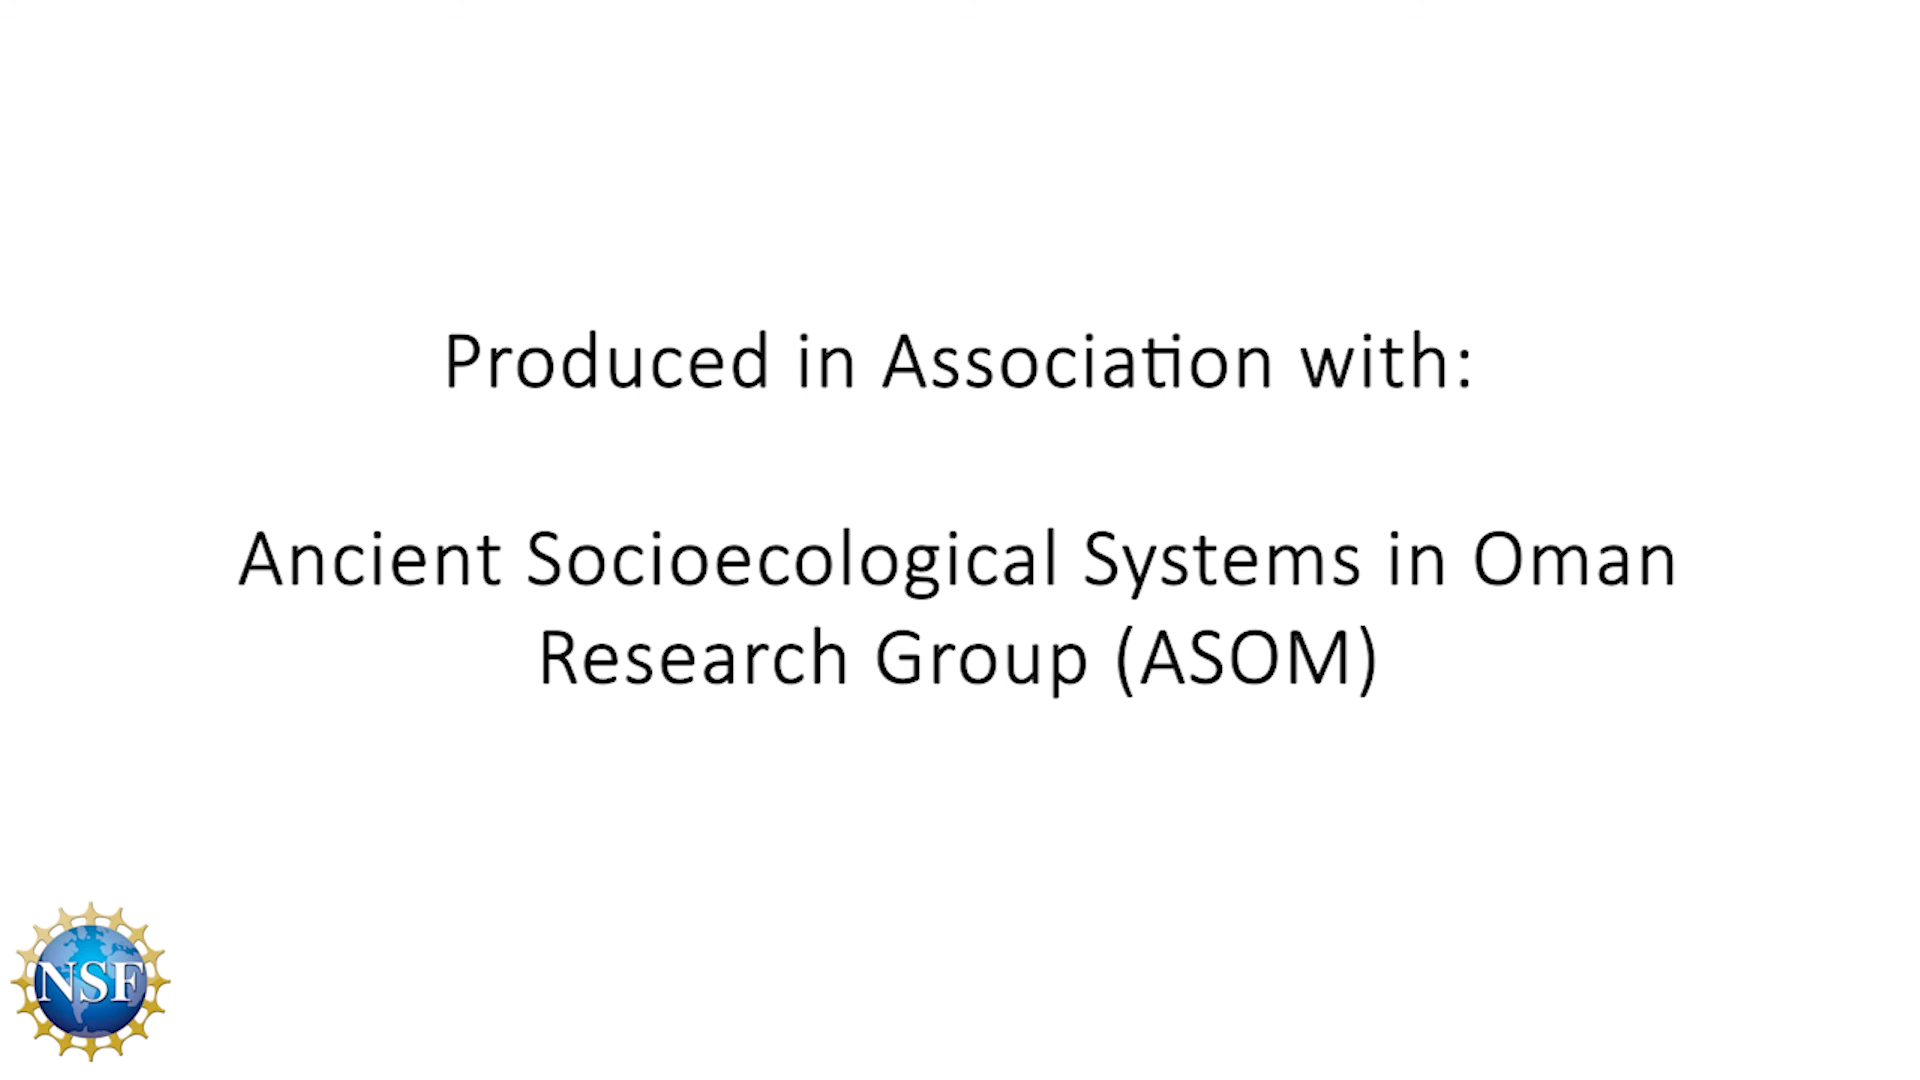 Produced in Association with:
Ancient Socioecological Systems in Oman
Research Group (ASOM)
NSF